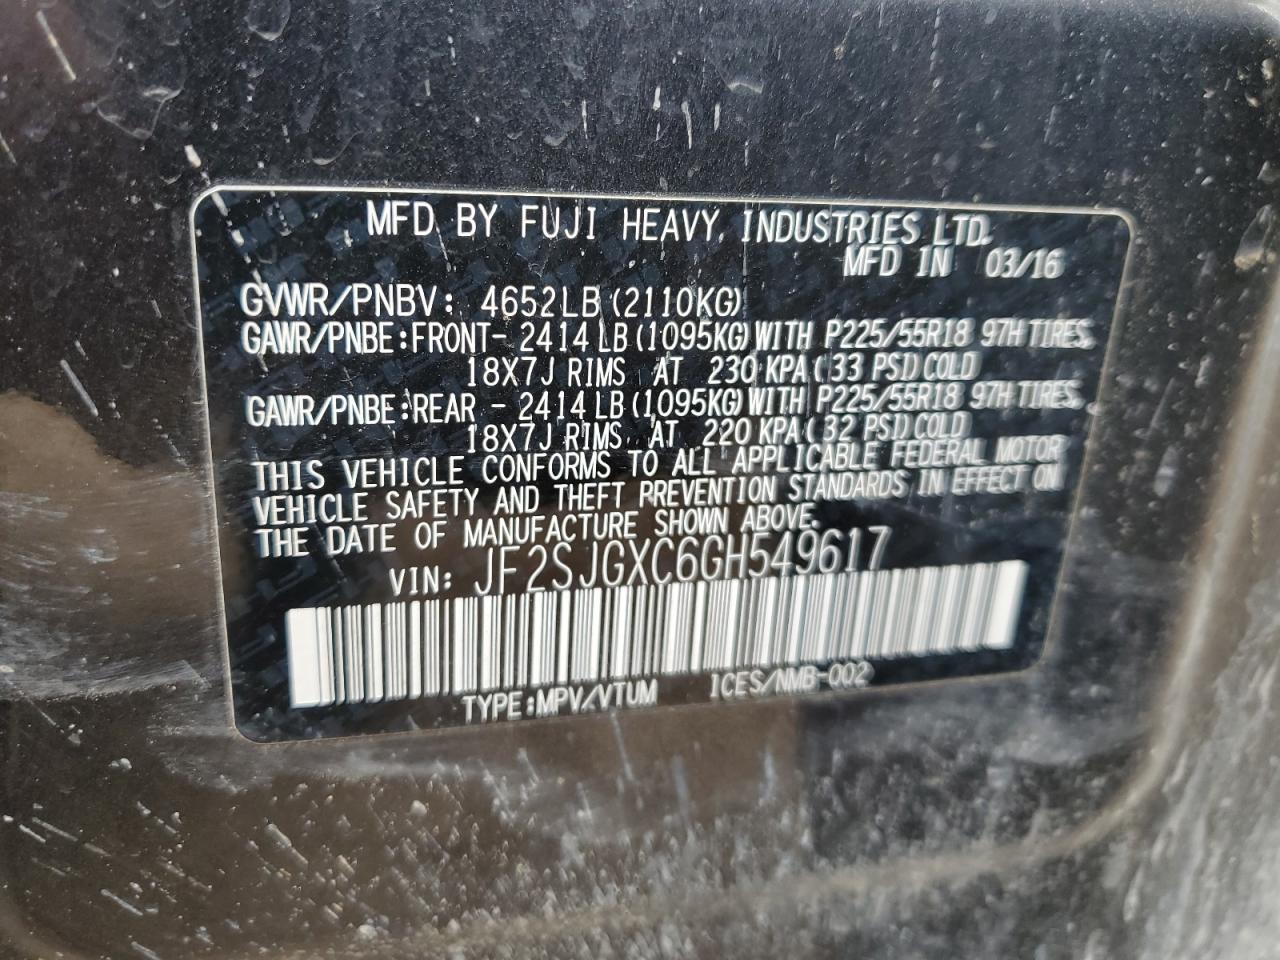 MFD. BY FUJI HEAVY. INDUSTRIES LTD.
MFD IN 03/16
GVWR/PNBV: 4652LB (2110KG)
GAWR/PNBE:FRONT- 2414 LB (1095KG) WITH P225/55R18 97H TIRES,
18X7J RIMS AT 230 KPA ( 33 PSI) COLD
GAWR/PNBE:REAR - 2414 LB (1095KG) WITH P225/55R18 97H TIRES,
18X7J RIMS, AT 220 KPA ( 32 PSI) COLD
THIS VEHICLE CONFORMS TO ALL APPLICABLE FEDERAL MOTOR
VEHICLE SAFETY AND THEFT PREVENTION STANDARDS IN EFFECT ON
THE DATE OF MANUFACTURE SHOWN ABOVE.
VIN: JF2SJGXC6GH549617
TYPE:MPV/VTUM ICES/NMB-002